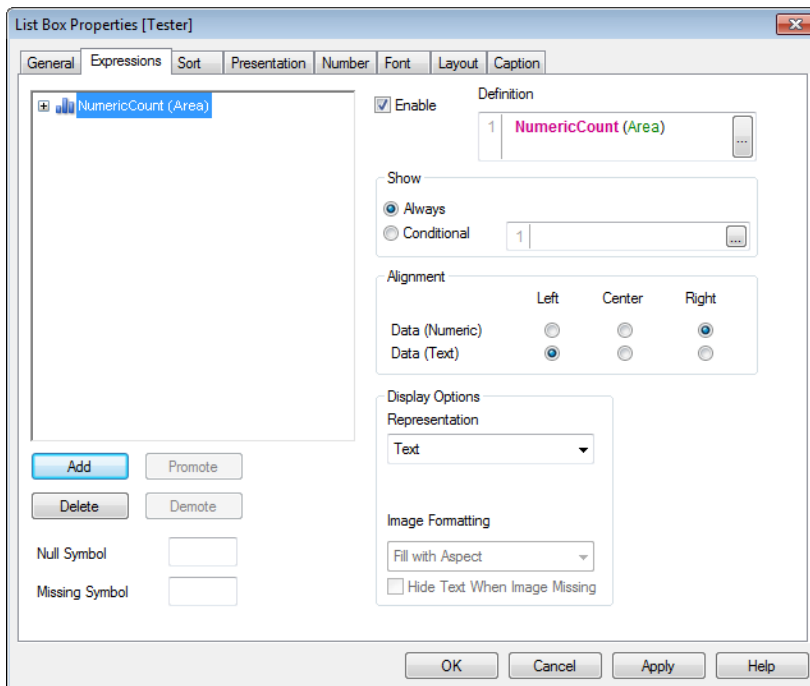 List Box Properties [Tester]
General Expressions Sort Presentation Number Font Layout Caption
NumericCount (Area)
Enable
Definition
1 NumericCount (Area)
...
Show
Always
Conditional
1
...
Alignment
Left Center Right
Data (Numeric)
Data (Text)
Display Options
Representation
Text
Add Promote
Delete Demote
Image Formatting
Null Symbol
Fill with Aspect
Hide Text When Image Missing
Missing Symbol
OK Cancel Apply Help